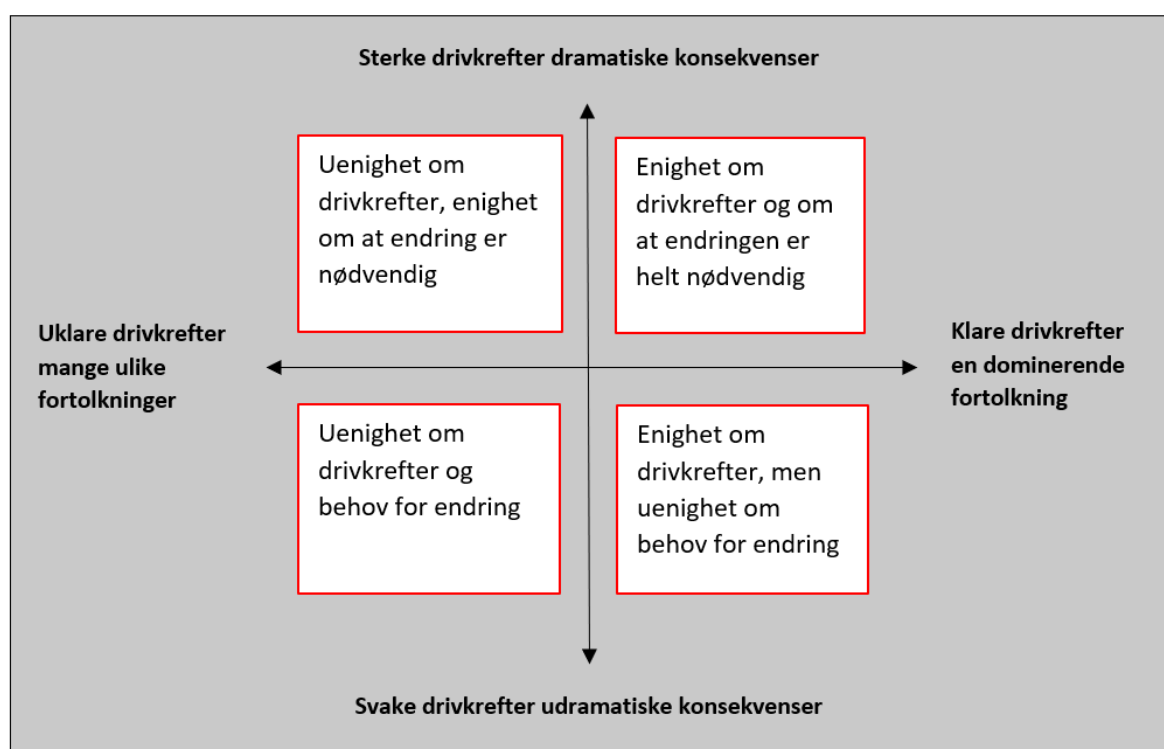 Sterke drivkrefter dramatiske konsekvenser
Uenighet om
drivkrefter, enighet
om at endring er
nødvendig
Enighet om
drivkrefter og om
at endringen er
helt nødvendig
Uklare drivkrefter
mange ulike
fortolkninger
Klare drivkrefter
en dominerende
fortolkning
Uenighet om
drivkrefter og
behov for endring
Enighet om
drivkrefter, men
uenighet om
behov for endring
Svake drivkrefter udramatiske konsekvenser